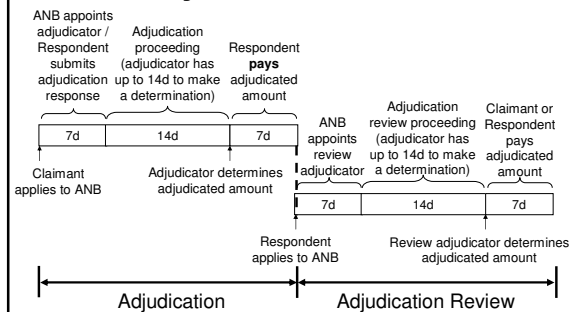 ANB appoints
adjudicator /
Respondent
submits
adjudication
response
Adjudication
proceeding
(adjudicator has
up to 14d to make
a determination)
Respondent
pays
adjudicated
amount
7d
14d
7d
Claimant
applies to ANB
Adjudicator determines
adjudicated amount
ANB
appoints
review
adjudicator
Adjudication
review proceeding
(adjudicator has
up to 14d to make
a determination)
Claimant or
Respondent
pays
adjudicated
amount
7d
14d
7d
Respondent
applies to ANB
Review adjudicator determines
adjudicated amount
Adjudication
Adjudication Review